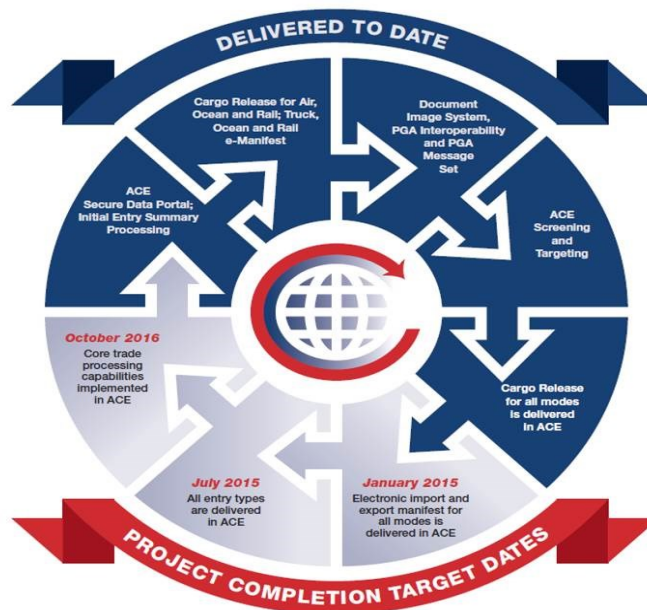 DELIVERED TO DATE
Cargo Release for Air,
Ocean and Rail; Truck,
Ocean and Rail
e-Manifest
Document
Image System,
PGA Interoperability
and PGA
Message
Set
ACE
Secure Data Portal;
Initial Entry Summary
Processing
ACE
Screening
and
Targeting
October 2016
Core trade
processing
capabilities
implemented
in ACE
Cargo Release
for all modes
is delivered
in ACE
July 2015
All entry types
are delivered
in ACE
January 2015
Electronic import and
export manifest for
all modes is
delivered in ACE
PROJECT COMPLETION TARGET DATES